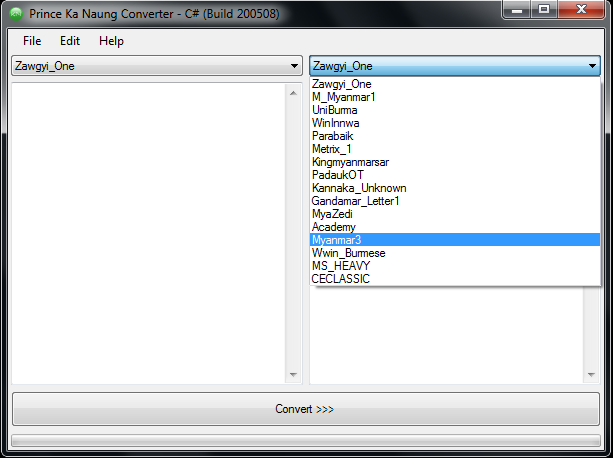 Prince Ka Naung Converter - C# (Build 200508)
File Edit Help
Zawgyi_One
Zawgyi_One
Zawgyi_One
M_Myanmar1
UniBurma
WinInnwa
Parabaik
Metrix_1
Kingmyanmarsar
PadaukOT
Kannaka_Unknown
Gandamar_Letter1
MyaZedi
Academy
Myanmar3
Wwin_Burmese
MS_HEAVY
CECLASSIC
Convert >>>